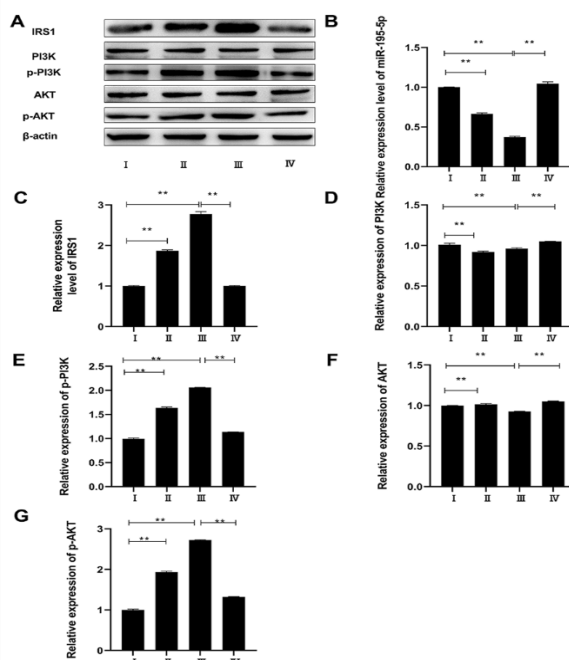 A
IRS1
PI3K
p-PI3K
AKT
p-AKT
β-actin
I II III IV
B
Relative expression level of miR-195-5p
1.5
1.0
0.5
0.0
** **
**
I II III IV
C
Relative expression
level of IRS1
3
2
1
0
** **
**
I II III IV
D
Relative expression of PI3K
1.5
1.0
0.5
0.0
** **
**
I II III IV
E
Relative expression of p-PI3K
2.5
2.0
1.5
1.0
0.5
0.0
** **
**
I II III IV
F
Relative expression of AKT
1.5
1.0
0.5
0.0
** **
**
I II III IV
G
Relative expression of p-AKT
3
2
1
0
** **
**